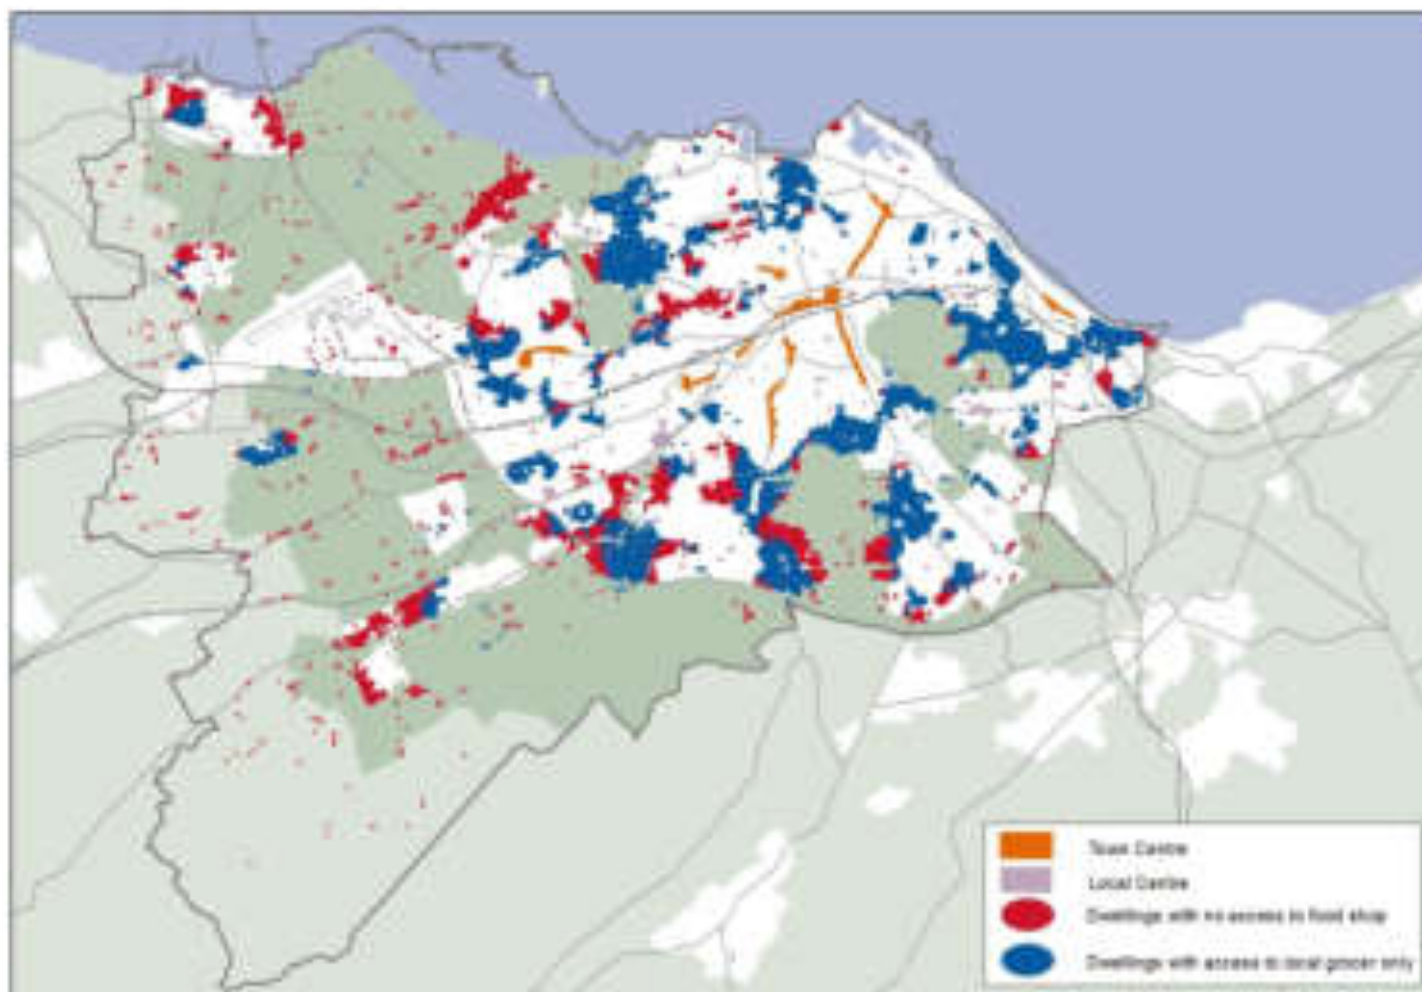 Town Centre
Local Centre
Dwellings with no access to food shop
Dwellings with access to local grocer only